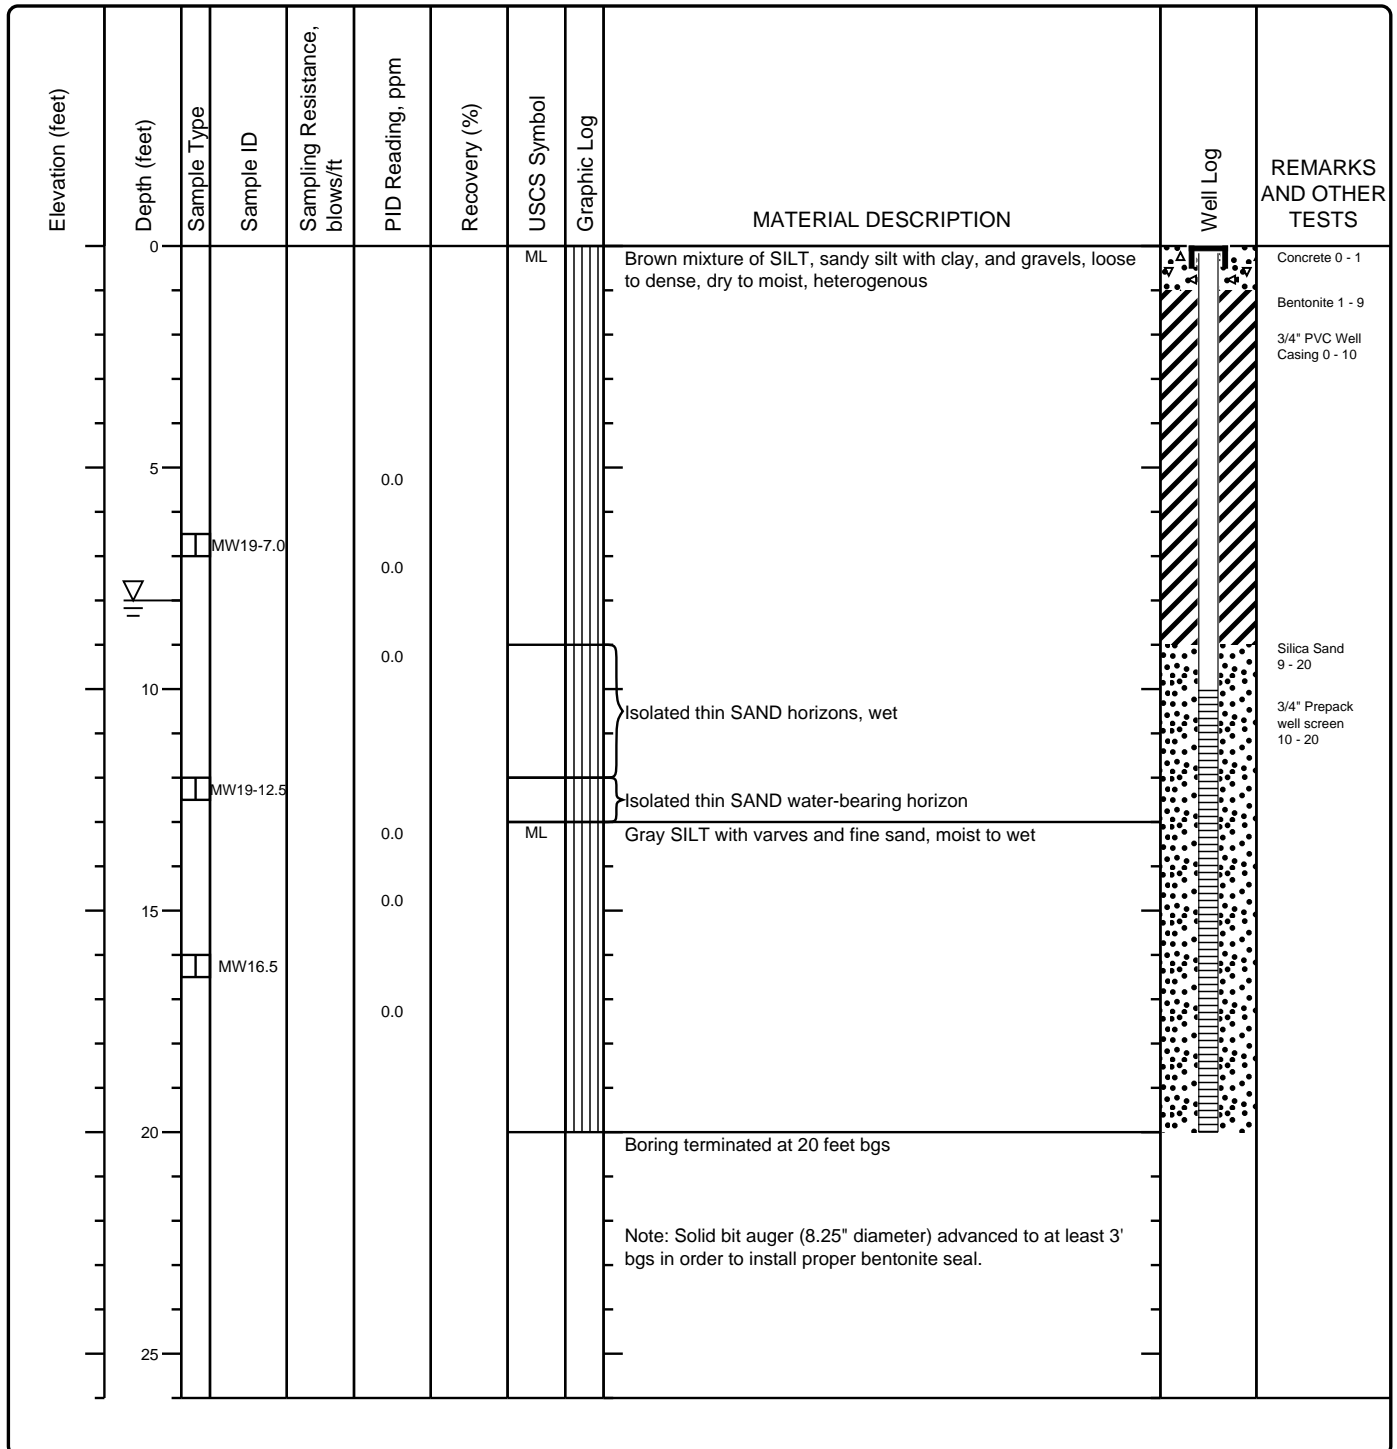 Elevation (feet)
Depth (feet)
Sample Type
Sample ID
Sampling Resistance,
blows/ft
PID Reading, ppm
Recovery (%)
USCS Symbol
Graphic Log
MATERIAL DESCRIPTION
Well Log
REMARKS
AND OTHER
TESTS
0
ML
Brown mixture of SILT, sandy silt with clay, and gravels, loose
to dense, dry to moist, heterogenous
Concrete 0 - 1
Bentonite 1 - 9
3/4" PVC Well
Casing 0 - 10
5
0.0
MW19-7.0
0.0
0.0
Silica Sand
9 - 20
10
Isolated thin SAND horizons, wet
3/4" Prepack
well screen
10 - 20
MW19-12.5
Isolated thin SAND water-bearing horizon
0.0
ML
Gray SILT with varves and fine sand, moist to wet
0.0
15
MW16.5
0.0
20
Boring terminated at 20 feet bgs
Note: Solid bit auger (8.25" diameter) advanced to at least 3'
bgs in order to install proper bentonite seal.
25